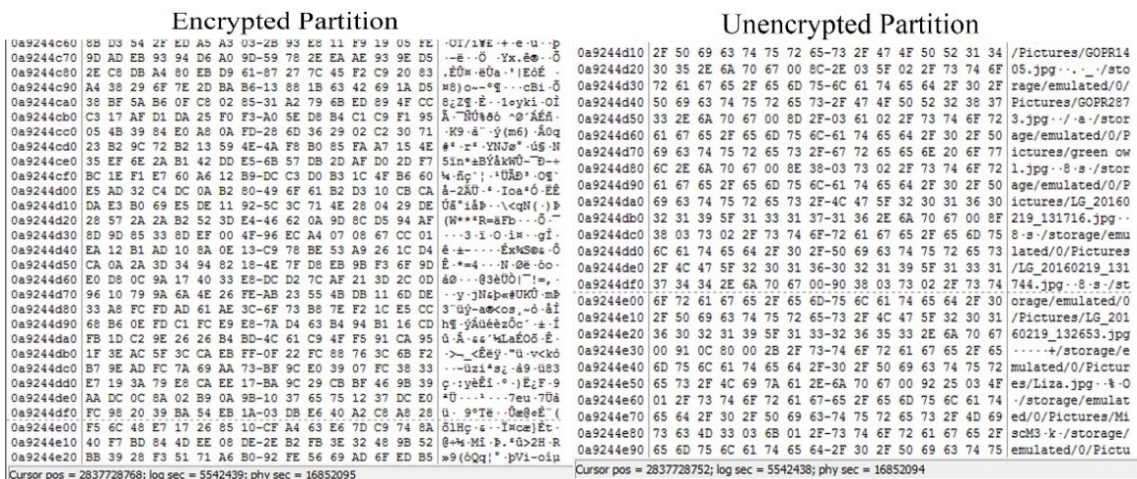 Encrypted Partition
0a9244c60 8B D3 54 2F ED A5 A3 03-2B 93 E8 11 F9 19 05 FE
0a9244c70 9D AD EB 93 94 D6 A0 9D-59 78 2E EA AE 93 9E D5
0a9244c80 2E C8 DB A4 80 EB D9 61-87 27 7C 45 F2 C9 20 83
0a9244c90 A4 38 29 6F 7E 2D BA B6-13 88 1B 63 42 69 1A D5
0a9244ca0 38 BF 5A B6 0F C8 02 85-31 A2 79 6B ED 89 4F CC
0a9244cb0 C3 17 AF D1 DA 25 F0 F3-A0 5E D8 B4 C1 C9 F1 95
0a9244cc0 05 4B 39 84 E0 A8 0A FD-28 6D 36 29 02 C2 30 71
0a9244cd0 23 B2 9C 72 B2 13 59 4E-4A F8 B0 85 FA A7 15 4E
0a9244ce0 35 EF 6E 2A B1 42 DD E5-6B 57 DB 2D AF D0 2D F7
0a9244cf0 BC 1E F1 E7 60 A6 12 B9-DC C3 D0 B3 1C 4F B6 60
0a9244d00 E5 AD 32 C4 DC 0A B2 80-49 6F 61 B2 D3 10 CB CA
0a9244d10 DA E3 B0 69 E5 DE 11 92-5C 3C 71 4E 28 04 29 DE
0a9244d20 28 57 2A 2A B2 52 3D E4-46 62 0A 9D 8C D5 94 AF
0a9244d30 8D 9D 85 33 8D EF 00 4F-96 EC A4 07 08 67 CC 01
0a9244d40 EA 12 B1 AD 10 8A 0E 13-C9 78 BE 53 A9 26 1C D4
0a9244d50 CA 0A 2A 3D 34 94 82 18-4E 7F D8 EB 9B F3 6F 9D
0a9244d60 E0 D8 0C 9A 17 40 33 E8-DC D2 7C AF 21 3D 2C 0D
0a9244d70 96 10 79 9A 6A 4E 26 FE-AB 23 55 4B DB 11 6D DE
0a9244d80 33 A8 FC FD AD 61 AE 3C-6F 73 B8 7E F2 1C E5 CC
0a9244d90 68 B6 0E FD C1 FC E9 E8-7A D4 63 B4 94 B1 16 CD
0a9244da0 FB 1D C2 9E 26 26 B4 BD-4C 61 C9 4F F5 91 CA 95
0a9244db0 1F 3E AC 5F 3C CA EB FF-0F 22 FC 88 76 3C 6B F2
0a9244dc0 B7 9E AD FC 7A 69 AA 73-BF 9C E0 39 07 FC 38 33
0a9244dd0 E7 19 3A 79 E8 CA EE 17-BA 9C 29 CB BF 46 9B 39
0a9244de0 AA DC 0C 8A 02 B9 0A 9B-10 37 65 75 12 37 DC E0
0a9244df0 FC 98 20 39 BA 54 EB 1A-03 DB E6 40 A2 C8 A8 28
0a9244e00 F5 6C 48 E7 17 26 85 10-CF A4 63 E6 7D C9 74 8A
0a9244e10 40 F7 BD 84 4D EE 08 DE-2E B2 FB 3E 32 48 9B 52
0a9244e20 BB 39 28 F3 51 71 A6 B0-92 FE 56 69 AD 6F ED B5
Cursor pos = 2837728768; log sec = 5542439; phy sec = 16852095
Unencrypted Partition
0a9244d10 2F 50 69 63 74 75 72 65-73 2F 47 4F 50 52 31 34 /Pictures/GOPR14
0a9244d20 30 35 2E 6A 70 67 00 8C-2E 03 5F 02 2F 73 74 6F 05.jpg··.·_·/sto
0a9244d30 72 61 67 65 2F 65 6D 75-6C 61 74 65 64 2F 30 2F rage/emulated/0/
0a9244d40 50 69 63 74 75 72 65 73-2F 47 4F 50 52 32 38 37 Pictures/GOPR287
0a9244d50 33 2E 6A 70 67 00 8D 2F-03 61 02 2F 73 74 6F 72 3.jpg··/·a·/stor
0a9244d60 61 67 65 2F 65 6D 75 6C-61 74 65 64 2F 30 2F 50 age/emulated/0/P
0a9244d70 69 63 74 75 72 65 73 2F-67 72 65 65 6E 20 6F 77 ictures/green ow
0a9244d80 6C 2E 6A 70 67 00 8E 38-03 73 02 2F 73 74 6F 72 l.jpg··8·s·/stor
0a9244d90 61 67 65 2F 65 6D 75 6C-61 74 65 64 2F 30 2F 50 age/emulated/0/P
0a9244da0 69 63 74 75 72 65 73 2F-4C 47 5F 32 30 31 36 30 ictures/LG_20160
0a9244db0 32 31 39 5F 31 33 31 37-31 36 2E 6A 70 67 00 8F 219_131716.jpg··
0a9244dc0 38 03 73 02 2F 73 74 6F-72 61 67 65 2F 65 6D 75 8·s·/storage/emu
0a9244dd0 6C 61 74 65 64 2F 30 2F-50 69 63 74 75 72 65 73 lated/0/Pictures
0a9244de0 2F 4C 47 5F 32 30 31 36-30 32 31 39 5F 31 33 31 /LG_20160219_131
0a9244df0 37 34 34 2E 6A 70 67 00-90 38 03 73 02 2F 73 74 744.jpg··8·s·/st
0a9244e00 6F 72 61 67 65 2F 65 6D-75 6C 61 74 65 64 2F 30 orage/emulated/0
0a9244e10 2F 50 69 63 74 75 72 65-73 2F 4C 47 5F 32 30 31 /Pictures/LG_201
0a9244e20 36 30 32 31 39 5F 31 33-32 36 35 33 2E 6A 70 67 60219_132653.jpg
0a9244e30 00 91 0C 80 00 2B 2F 73-74 6F 72 61 67 65 2F 65 ·····+/storage/e
0a9244e40 6D 75 6C 61 74 65 64 2F-30 2F 50 69 63 74 75 72 mulated/0/Pictur
0a9244e50 65 73 2F 4C 69 7A 61 2E-6A 70 67 00 92 25 03 4F es/Liza.jpg··%·O
0a9244e60 01 2F 73 74 6F 72 61 67-65 2F 65 6D 75 6C 61 74 ·/storage/emulat
0a9244e70 65 64 2F 30 2F 50 69 63-74 75 72 65 73 2F 4D 69 ed/0/Pictures/Mi
0a9244e80 73 63 4D 33 03 6B 01 2F-73 74 6F 72 61 67 65 2F scM3·k·/storage/
0a9244e90 65 6D 75 6C 61 74 65 64-2F 30 2F 50 69 63 74 75 emulated/0/Pictu
Cursor pos = 2837728752; log sec = 5542438; phy sec = 16852094